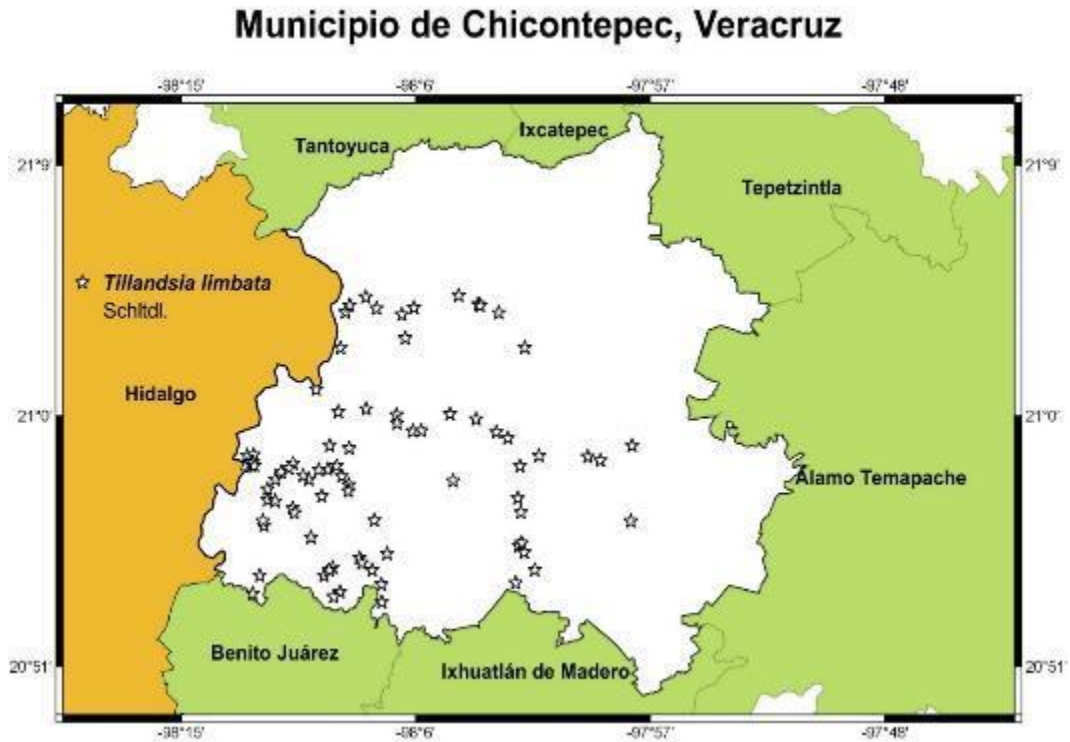 Municipio de Chicontepec, Veracruz
-98°15' -98°6' -97°57' -97°48'
Tantoyuca
Ixcatepec
21°9' 21°9'
Tepetzintla
Tillandsia limbata
Schltdl.
Hidalgo
21°0' 21°0'
Álamo Temapache
Benito Juárez
Ixhuatlán de Madero
20°51' 20°51'
-98°15' -98°6' -97°57' -97°48'